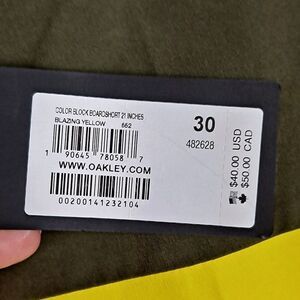 COLOR BLOCK BOARDSHORT 21 INCHES
BLAZING YELLOW 662
30
482628
1 90645 78058 7
WWW.OAKLEY.COM
00200141232104
$40.00 USD
$50.00 CAD